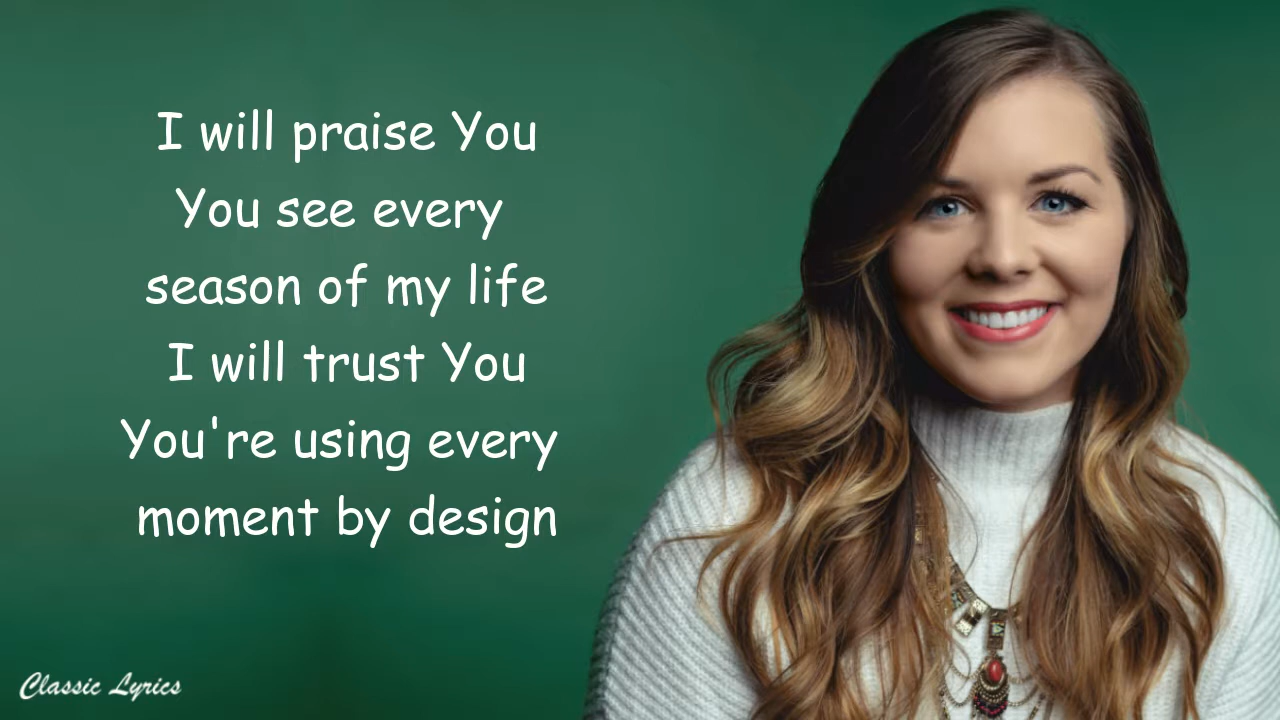 I will praise You
You see every
season of my life
I will trust You
You're using every
moment by design
Classic Lyrics